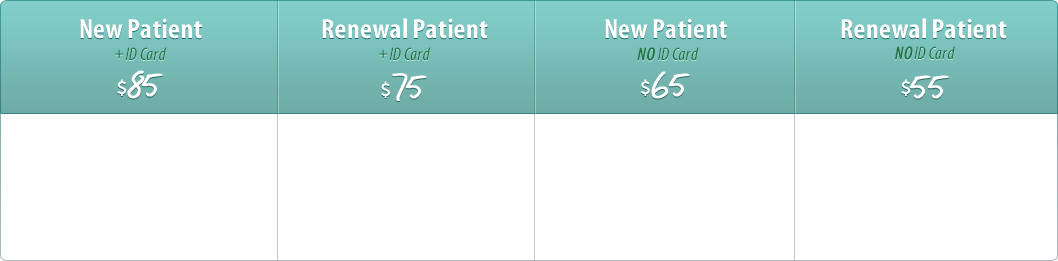 New Patient
+ ID Card
$85
Renewal Patient
+ ID Card
$75
New Patient
NO ID Card
$65
Renewal Patient
NO ID Card
$55